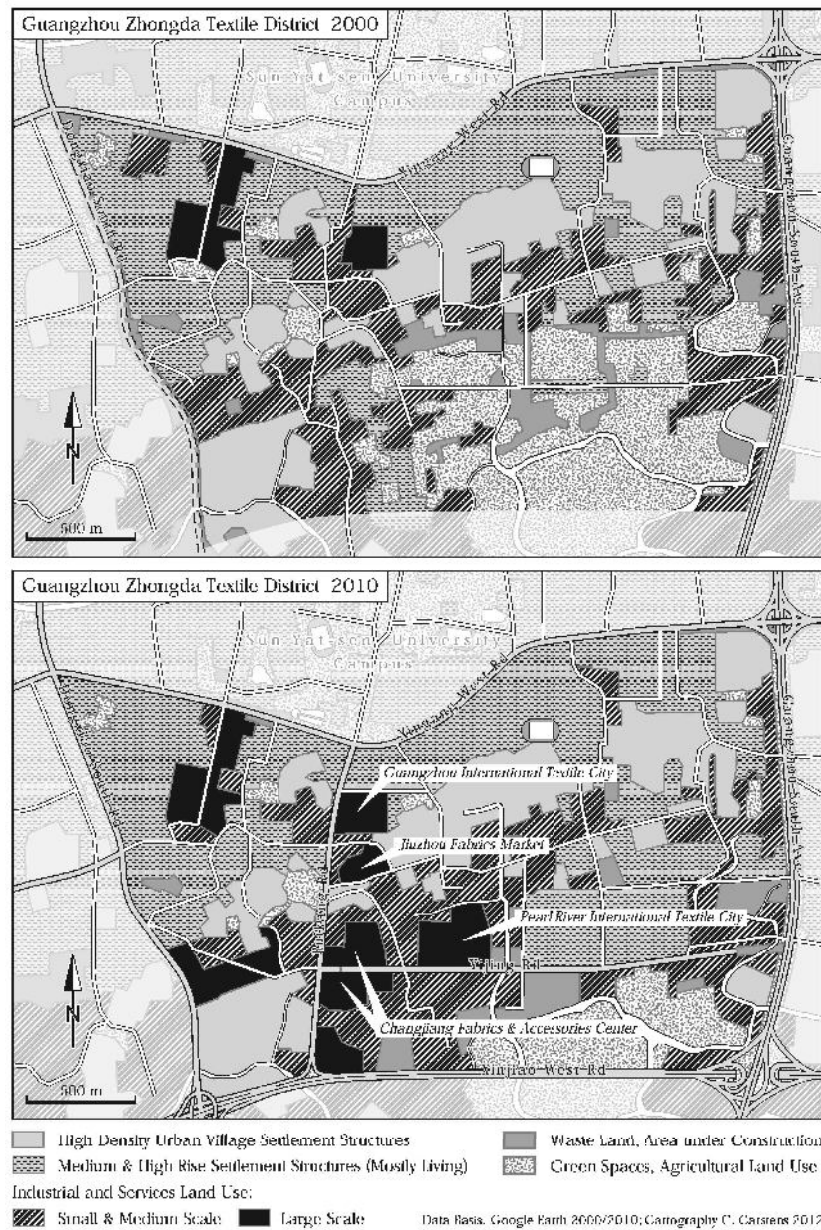 Guangzhou Zhongda Textile District 2000
Sun Yat-sen University
Campus
Xingang West Rd
500 m
N
Guangzhou Zhongda Textile District 2010
Sun Yat-sen University
Campus
Xingang West Rd
Guangzhou International Textile City
Jiuzhou Fabrics Market
Pearl River International Textile City
Yijing Rd
Changjiang Fabrics & Accessories Center
Xinjiao West Rd
500 m
N
High Density Urban Village Settlement Structures
Waste Land, Area under Construction
Medium & High Rise Settlement Structures (Mostly Living)
Green Spaces, Agricultural Land Use
Industrial and Services Land Use:
Small & Medium Scale
Large Scale
Data Basis: Google Earth 2000/2010; Cartography C. Carstens 2012